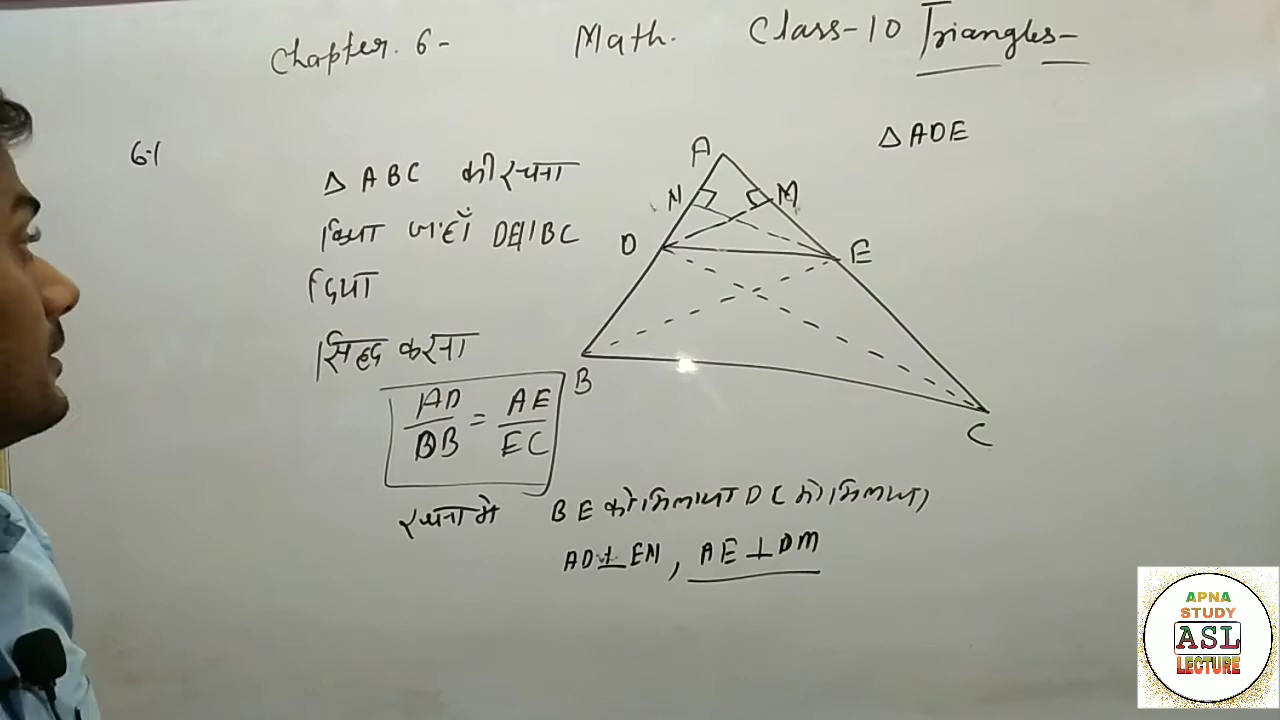 Chapter. 6- Math. Class-10 Triangles-
6.1
△ ABC की रचना
किया जहाँ DE||BC
दिया
सिद्ध करना
AD/DB = AE/EC
रचना में BE को मिलाया DC को मिलाया
AD⊥EN, AE⊥DM
△ADE
A
N
M
D
E
B
C
APNA
STUDY
ASL
LECTURE